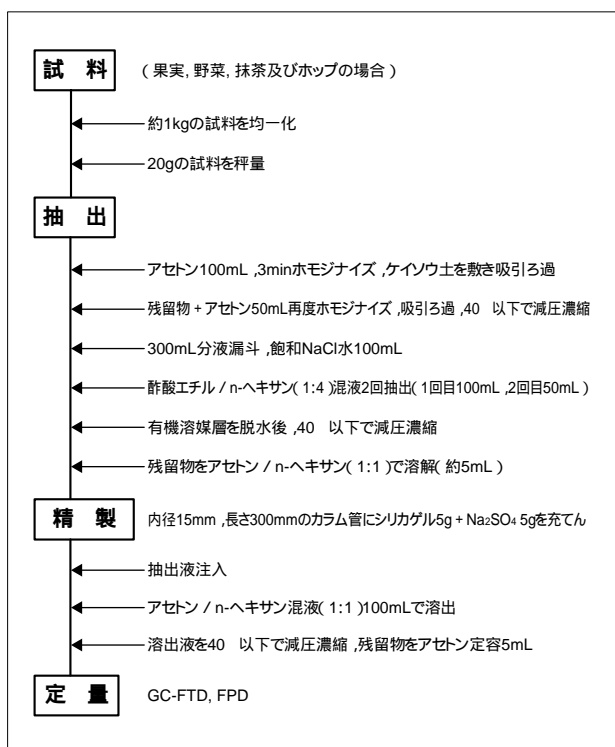 試 料 (果実, 野菜, 抹茶及びホップの場合)
約1kgの試料を均一化
20gの試料を秤量
抽 出
アセトン100mL ,3minホモジナイズ ,ケイソウ土を敷き吸引ろ過
残留物 + アセトン50mL再度ホモジナイズ ,吸引ろ過 ,40 以下で減圧濃縮
300mL分液漏斗 ,飽和NaCl水100mL
酢酸エチル / n-ヘキサン( 1:4 )混液2回抽出( 1回目100mL ,2回目50mL )
有機溶媒層を脱水後 ,40 以下で減圧濃縮
残留物をアセトン / n-ヘキサン( 1:1 )で溶解( 約5mL )
精 製 内径15mm ,長さ300mmのカラム管にシリカゲル5g + Na₂SO₄ 5gを充てん
抽出液注入
アセトン / n-ヘキサン混液( 1:1 )100mLで溶出
溶出液を40 以下で減圧濃縮 ,残留物をアセトン定容5mL
定 量 GC-FTD, FPD